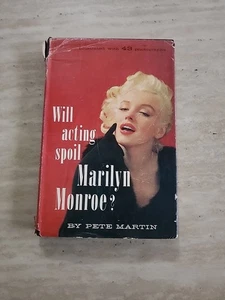 Will
acting
spoil
Marilyn
Monroe?
BY PETE MARTIN